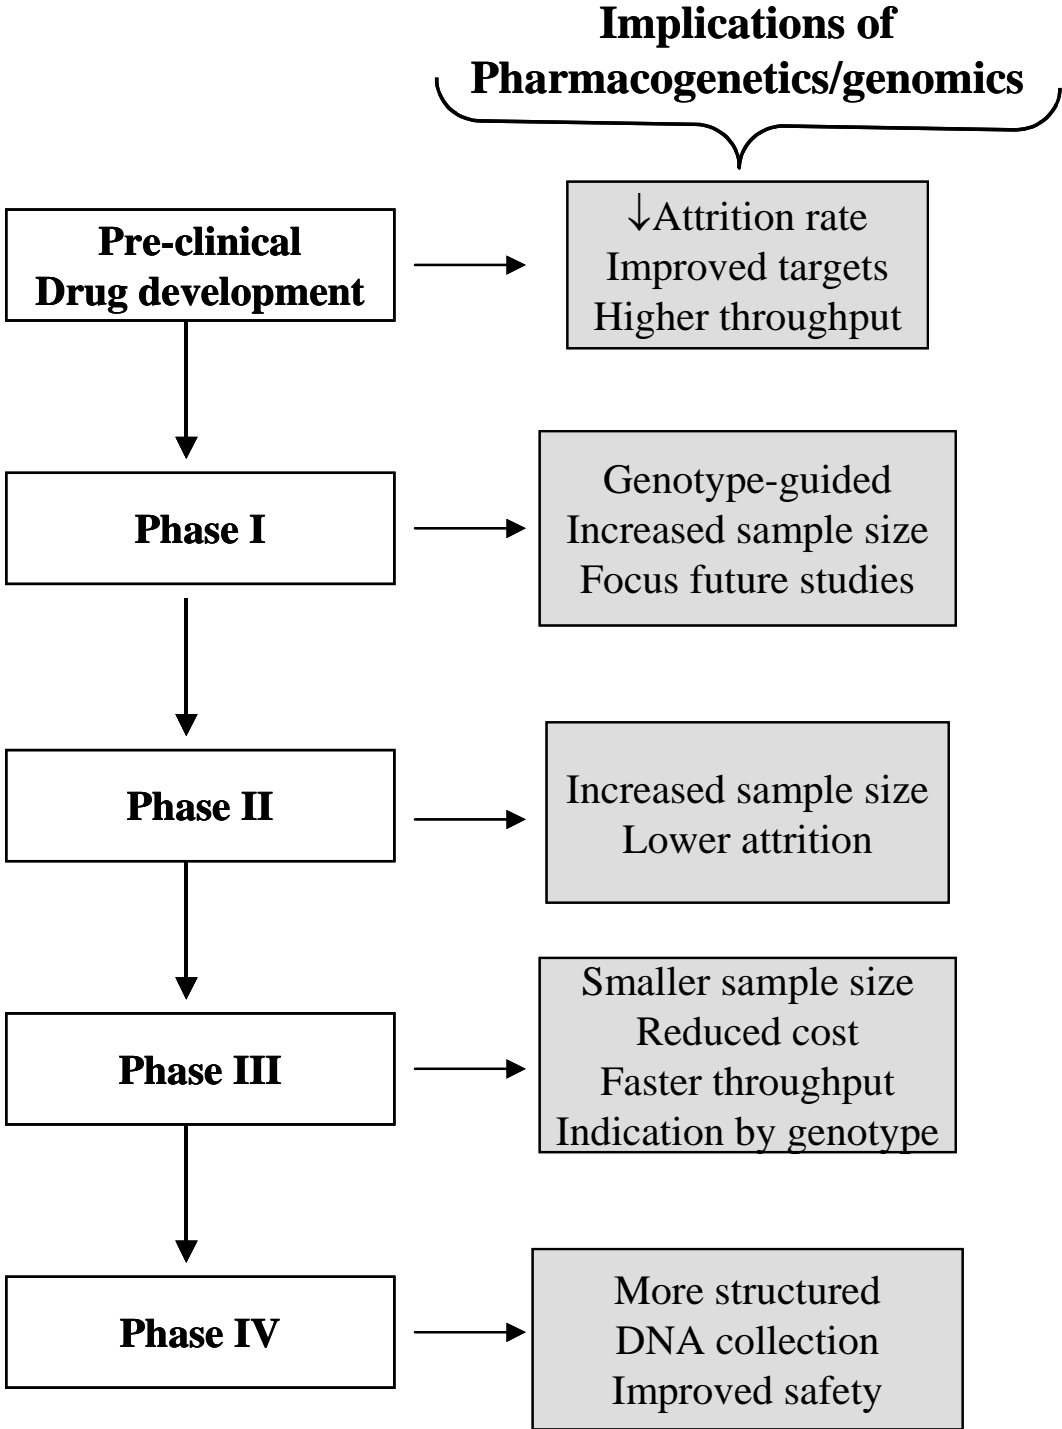 Implications of
Pharmacogenetics/genomics
Pre-clinical
Drug development
↓Attrition rate
Improved targets
Higher throughput
Phase I
Genotype-guided
Increased sample size
Focus future studies
Phase II
Increased sample size
Lower attrition
Phase III
Smaller sample size
Reduced cost
Faster throughput
Indication by genotype
Phase IV
More structured
DNA collection
Improved safety